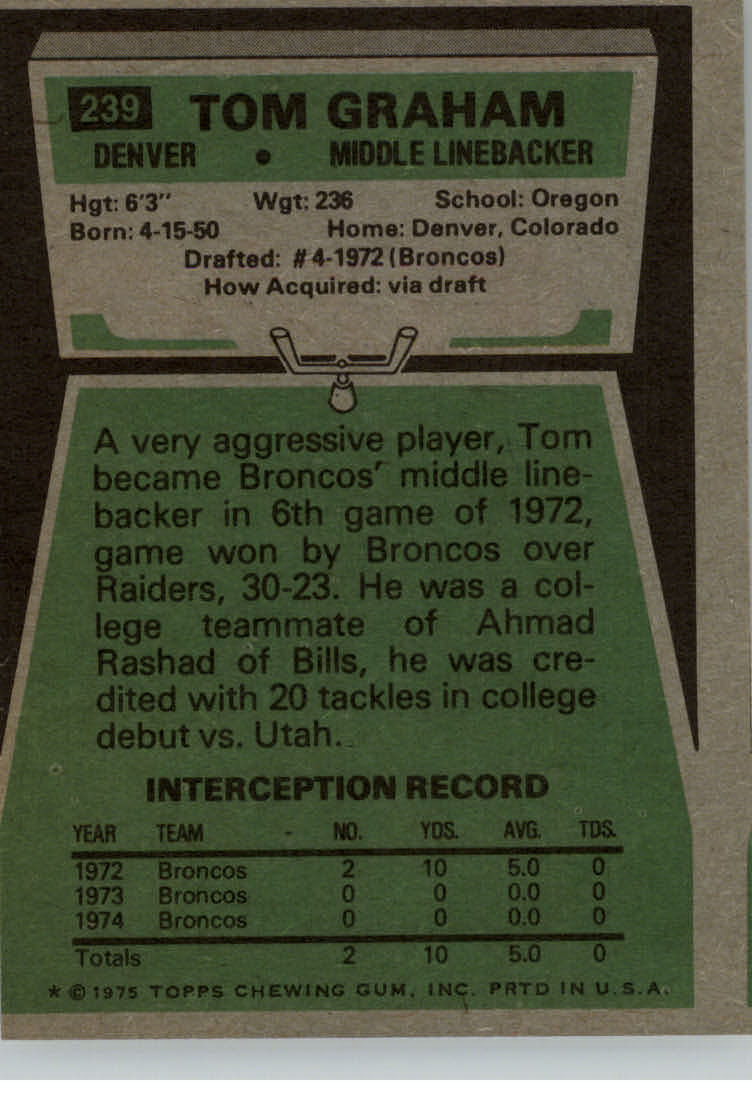 239 TOM GRAHAM
DENVER • MIDDLE LINEBACKER
Hgt: 6'3" Wgt: 236 School: Oregon
Born: 4-15-50 Home: Denver, Colorado
Drafted: #4-1972 (Broncos)
How Acquired: via draft
A very aggressive player, Tom
became Broncos' middle line-
backer in 6th game of 1972,
game won by Broncos over
Raiders, 30-23. He was a col-
lege teammate of Ahmad
Rashad of Bills, he was cre-
dited with 20 tackles in college
debut vs. Utah.
INTERCEPTION RECORD
YEAR TEAM - NO. YDS. AVG. TDS.
1972 Broncos 2 10 5.0 0
1973 Broncos 0 0 0.0 0
1974 Broncos 0 0 0.0 0
Totals 2 10 5.0 0
* © 1975 TOPPS CHEWING GUM, INC. PRTD IN U.S.A.